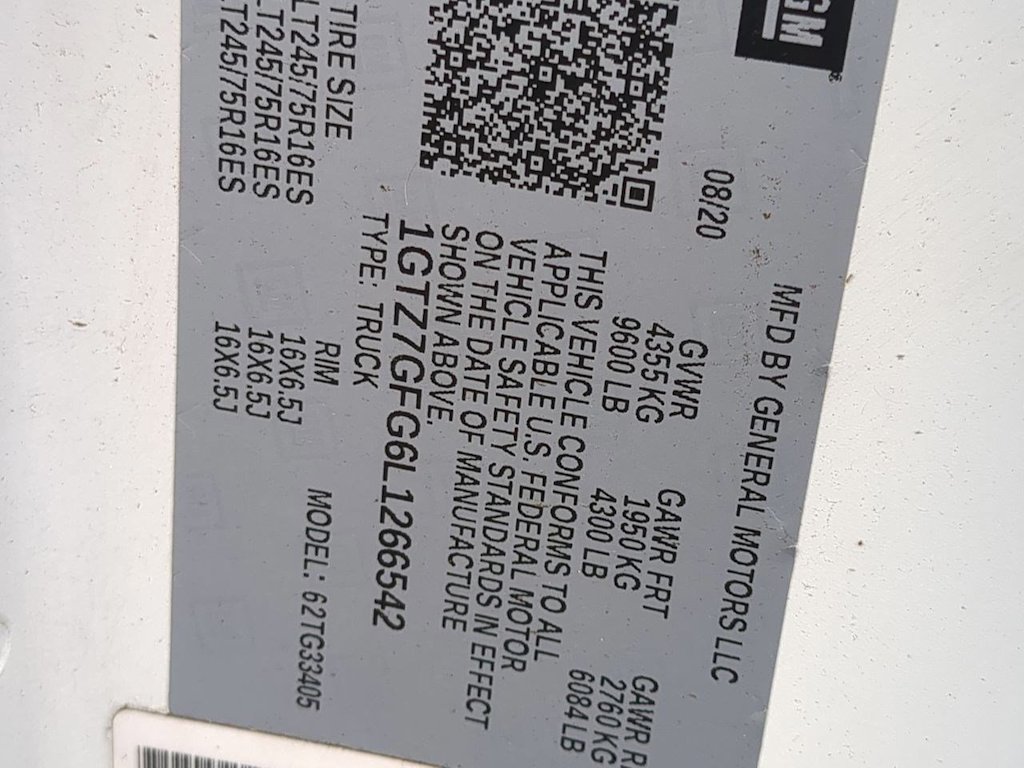 GM
MFD BY GENERAL MOTORS LLC
08/20
GVWR GAWR FRT GAWR
4355 KG 1950 KG 2760 KG
9600 LB 4300 LB 6084 LB
THIS VEHICLE CONFORMS TO ALL
APPLICABLE U.S. FEDERAL MOTOR
VEHICLE SAFETY STANDARDS IN EFFECT
ON THE DATE OF MANUFACTURE
SHOWN ABOVE.
1GTZ7GFG6L1266542
TYPE: TRUCK
MODEL: 62TG33405
TIRE SIZE RIM
LT245/75R16ES 16X6.5J
LT245/75R16ES 16X6.5J
LT245/75R16ES 16X6.5J